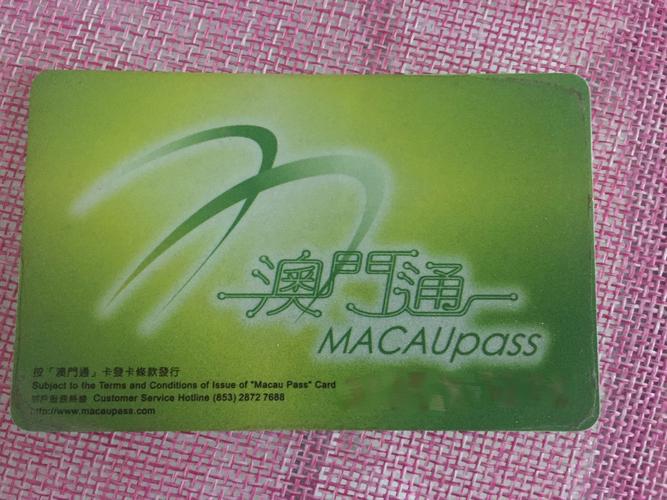 澳門通
MACAUpass
按「澳門通」卡發卡條款發行
Subject to the Terms and Conditions of Issue of "Macau Pass" Card
客戶服務熱線 Customer Service Hotline (853) 2872 7688
http://www.macaupass.com